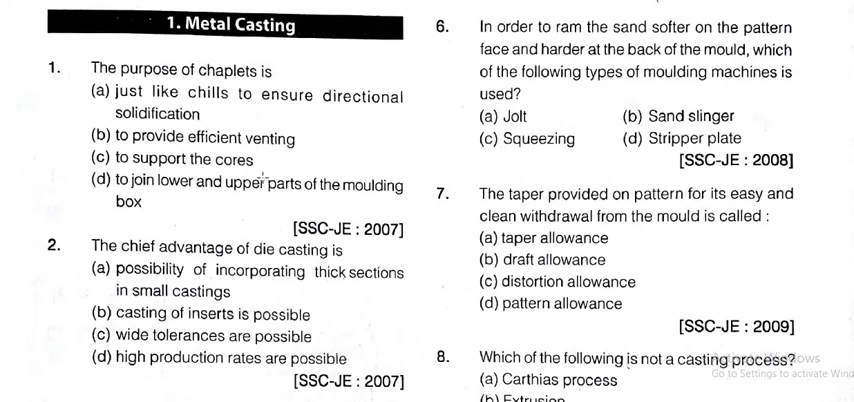 1. Metal Casting
1. The purpose of chaplets is
(a) just like chills to ensure directional
solidification
(b) to provide efficient venting
(c) to support the cores
(d) to join lower and upper parts of the moulding
box
[SSC-JE : 2007]
2. The chief advantage of die casting is
(a) possibility of incorporating thick sections
in small castings
(b) casting of inserts is possible
(c) wide tolerances are possible
(d) high production rates are possible
[SSC-JE : 2007]
6. In order to ram the sand softer on the pattern
face and harder at the back of the mould, which
of the following types of moulding machines is
used?
(a) Jolt (b) Sand slinger
(c) Squeezing (d) Stripper plate
[SSC-JE : 2008]
7. The taper provided on pattern for its easy and
clean withdrawal from the mould is called :
(a) taper allowance
(b) draft allowance
(c) distortion allowance
(d) pattern allowance
[SSC-JE : 2009]
8. Which of the following is not a casting process?
(a) Carthias process
(b) Extrusion
Go to Settings to activate Wind